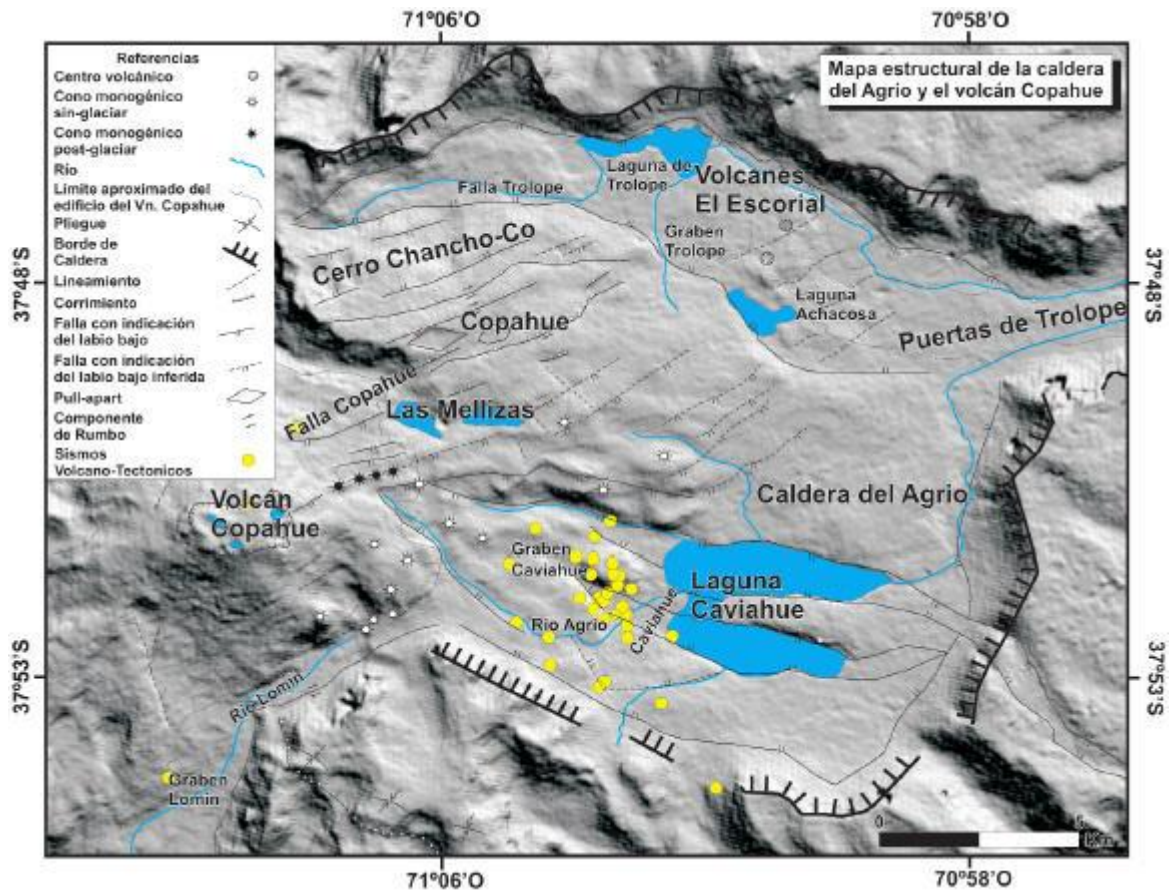 71°06'O
70°58'O
Referencias
Centro volcánico
Cono monogénico
sin-glaciar
Cono monogénico
post-glaciar
Río
Límite aproximado del
edificio del Vn. Copahue
Pliegue
Borde de
Caldera
Lineamiento
Corrimiento
Falla con indicación
del labio bajo
Falla con indicación
del labio bajo inferida
Pull-apart
Componente
de Rumbo
Sismos
Volcano-Tectonicos
Mapa estructural de la caldera
del Agrio y el volcán Copahue
Laguna de
Trolope
Falla Trolope
Volcanes
El Escorial
Graben
Trolope
Cerro Chancho-Co
37°48'S
37°48'S
Laguna
Achacosa
Copahue
Puertas de Trolope
Falla Copahue
Las Mellizas
Volcán
Copahue
Caldera del Agrio
Graben
Caviahue
Laguna
Caviahue
Río Agrio
Caviahue
37°53'S
37°53'S
Río Lomin
Graben
Lomin
0 5
Km
71°06'O
70°58'O